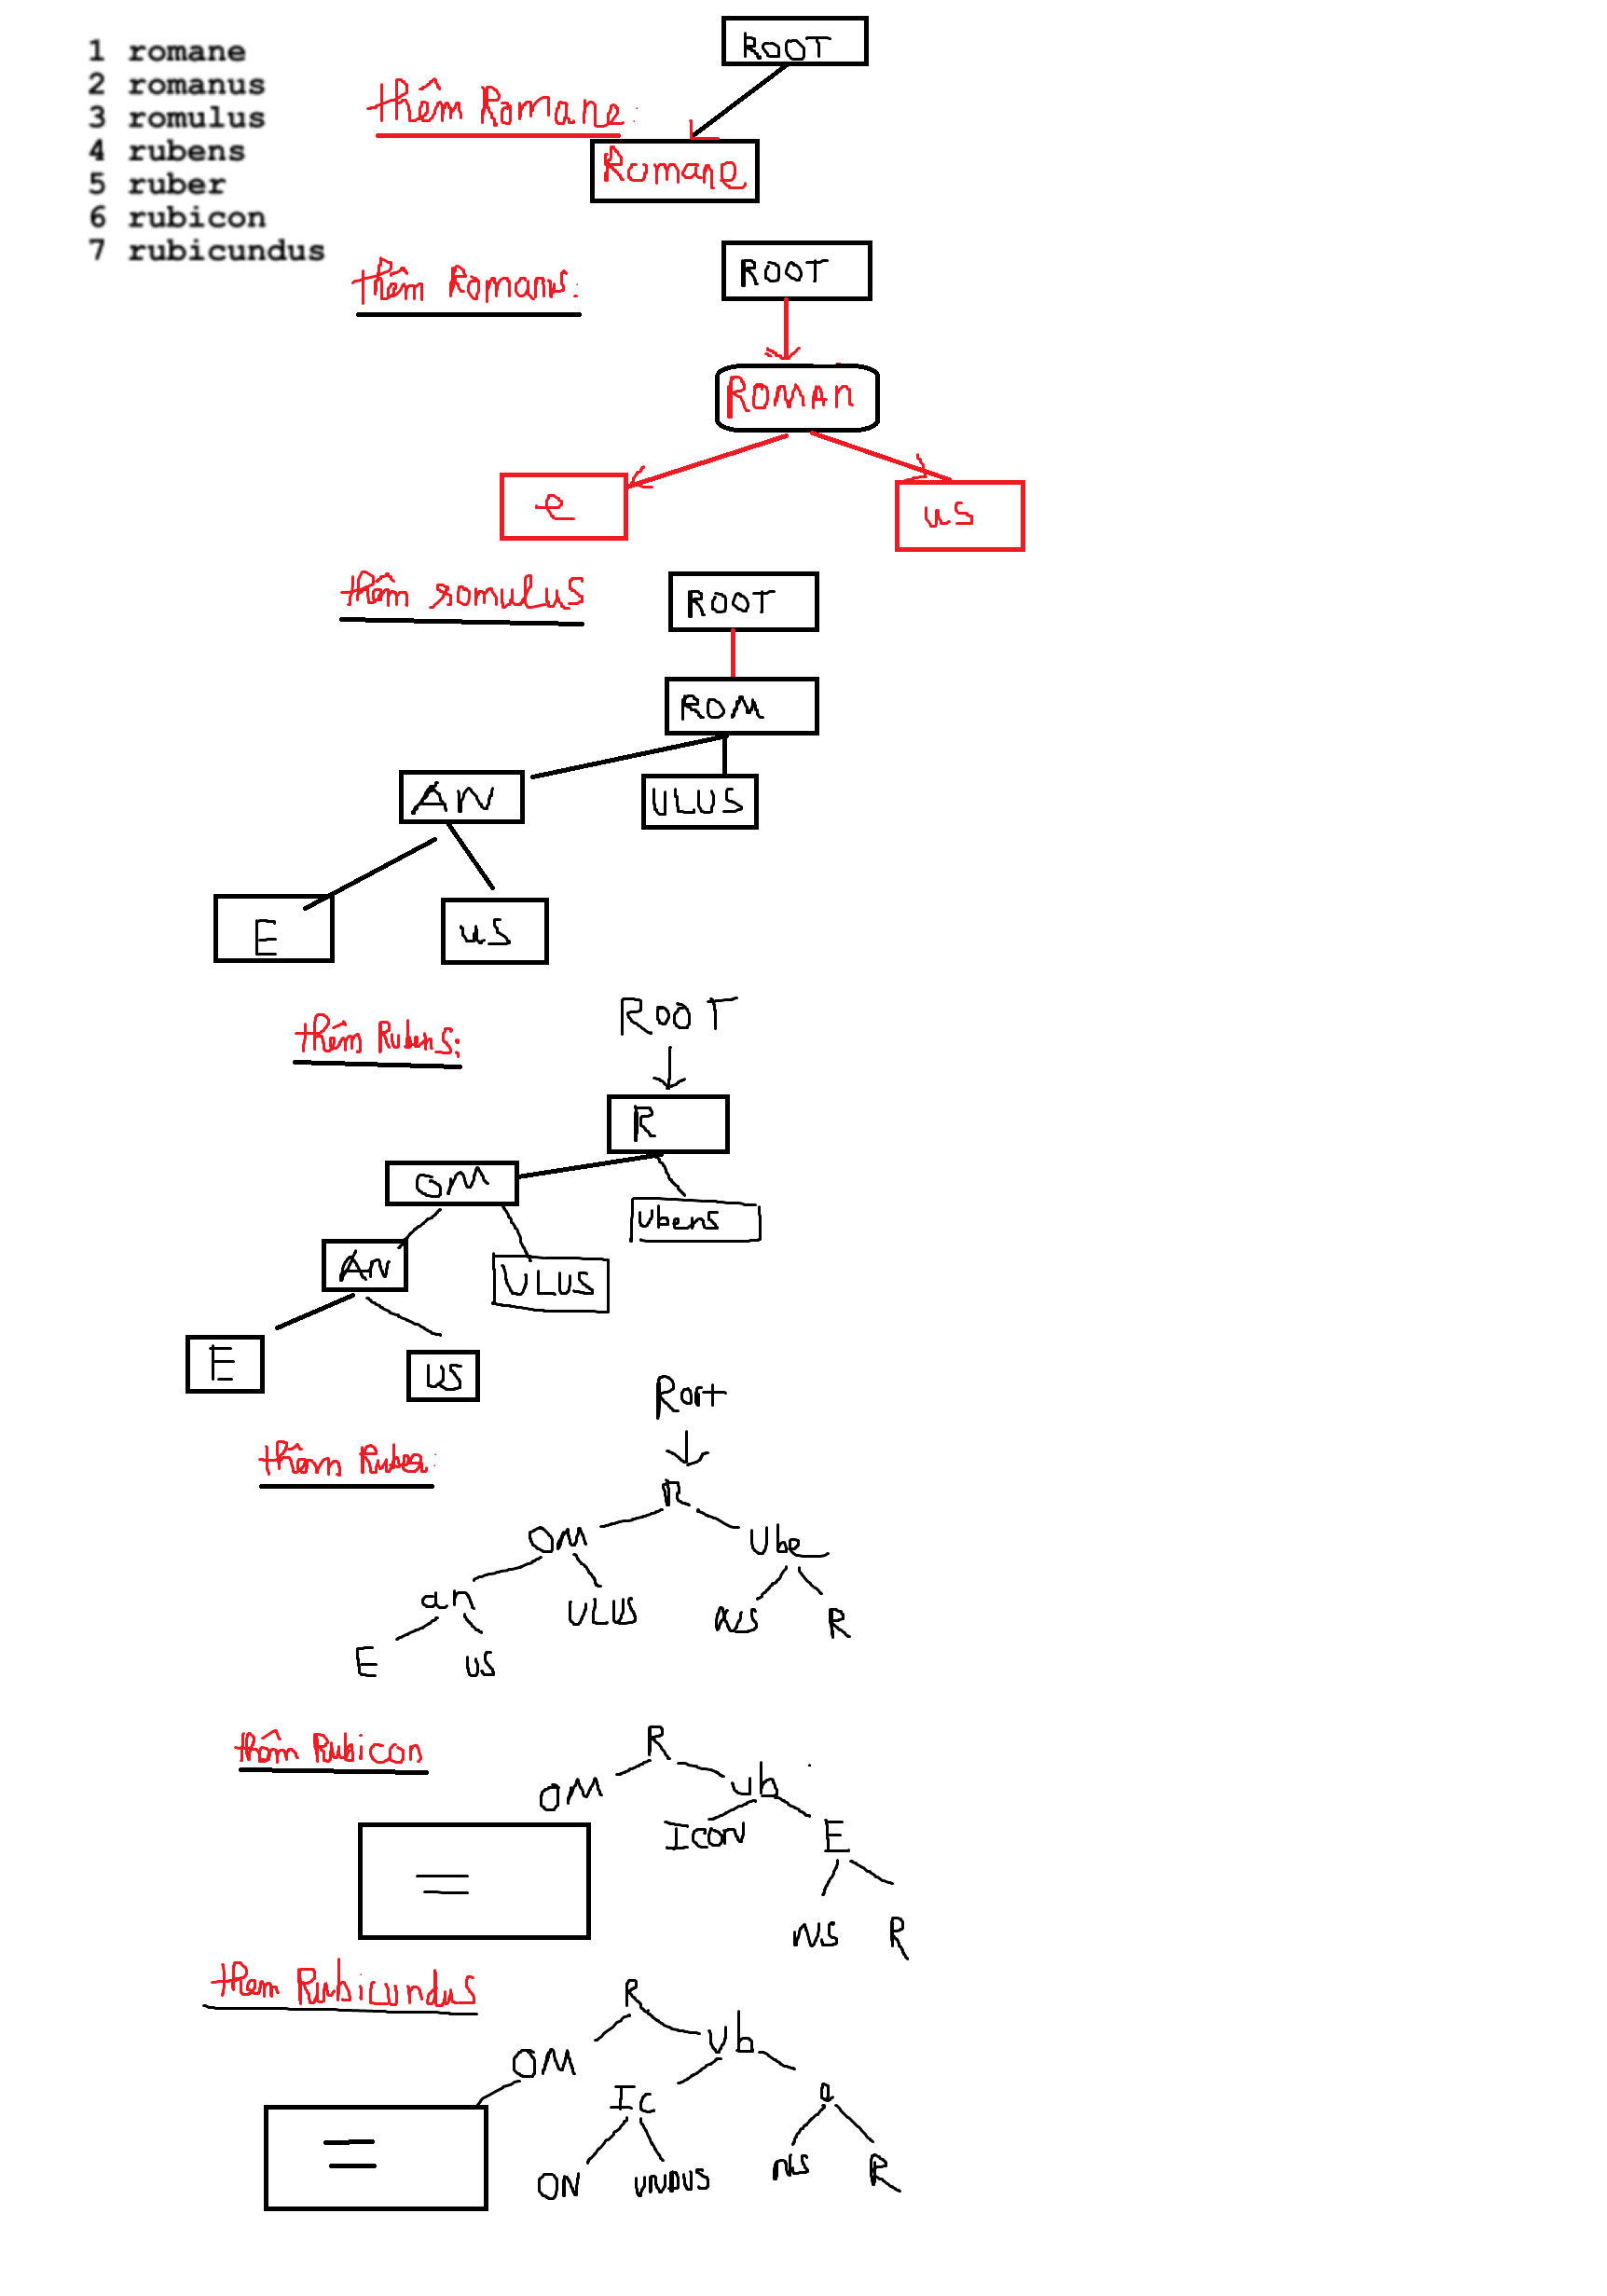 1 romane
2 romanus
3 romulus
4 rubens
5 ruber
6 rubicon
7 rubicundus
thêm Romane:
ROOT
Romane
thêm Romanus:
ROOT
ROMAN
e
us
thêm romulus
ROOT
ROM
AN
ULUS
E
us
thêm Rubens:
ROOT
R
OM
Ubens
AN
ULUS
E
US
thêm Ruber:
Root
R
OM
Ube
an
ULUS
NS
R
E
US
thêm Rubicon
R
OM
ub
ICON
E
=
NS
R
them Rubicundus
R
OM
Ub
Ic
e
=
ON
UNDUS
NS
R